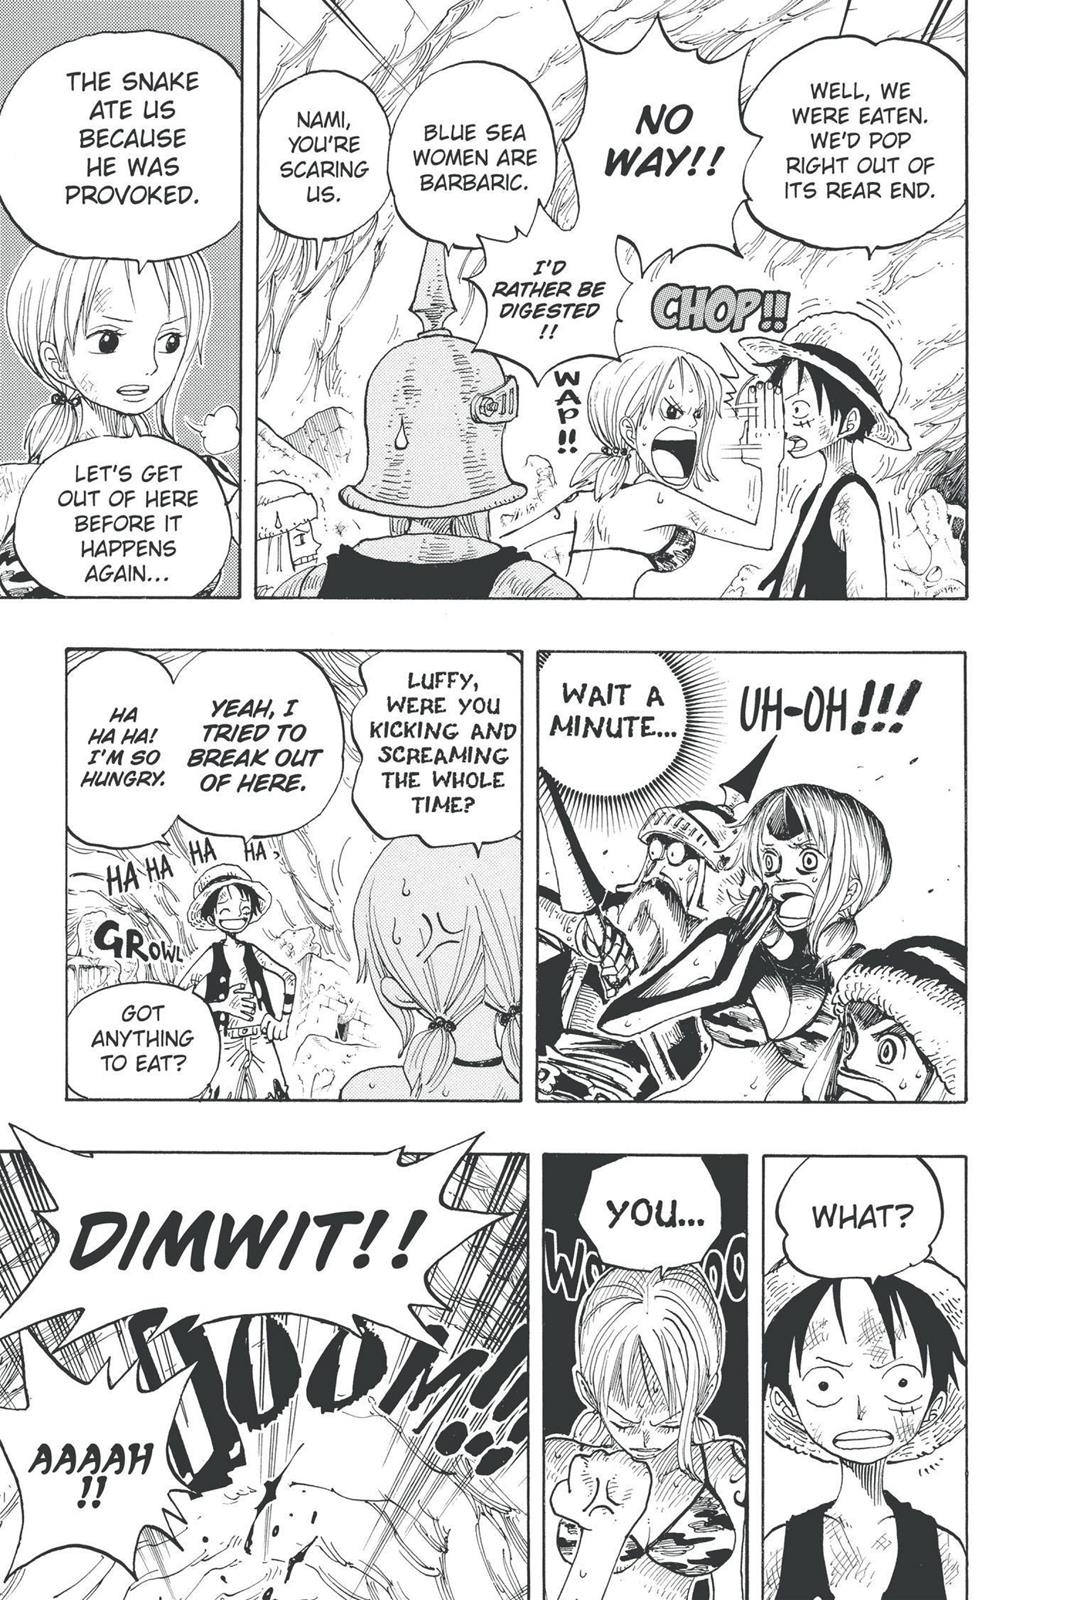 WELL, WE
WERE EATEN.
WE'D POP
RIGHT OUT OF
ITS REAR END.
NO
WAY!!
CHOP!!
I'D
RATHER BE
DIGESTED
!!
WAP!!
BLUE SEA
WOMEN ARE
BARBARIC.
NAMI,
YOU'RE
SCARING
US.
THE SNAKE
ATE US
BECAUSE
HE WAS
PROVOKED.
LET'S GET
OUT OF HERE
BEFORE IT
HAPPENS
AGAIN...
UH-OH!!!
WAIT A
MINUTE...
LUFFY,
WERE YOU
KICKING AND
SCREAMING
THE WHOLE
TIME?
YEAH, I
TRIED TO
BREAK OUT
OF HERE.
HA
HA HA!
I'M SO
HUNGRY.
HA HA HA HA,
GROWL
GOT
ANYTHING
TO EAT?
WHAT?
YOU...
DIMWIT!!
AAAAH
!!